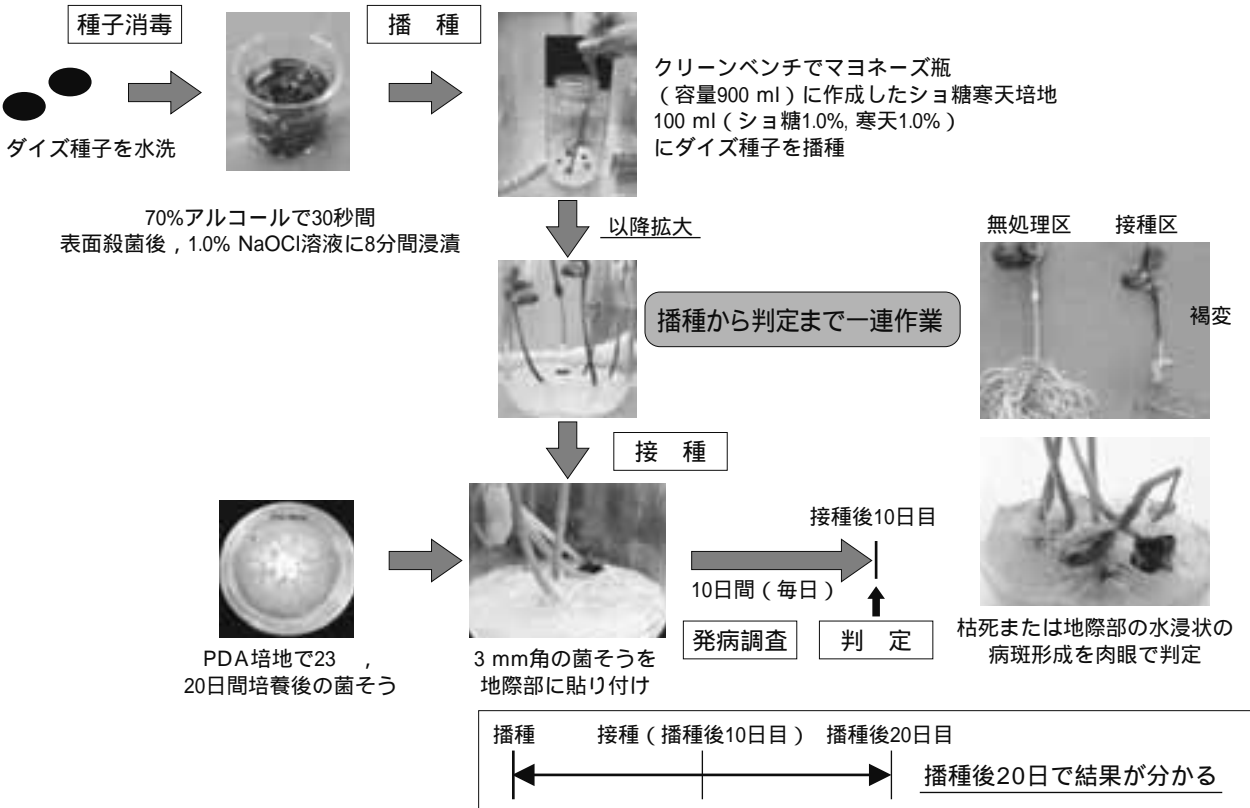 種子消毒
播 種
ダイズ種子を水洗
70%アルコールで30秒間
表面殺菌後，1.0% NaOCl溶液に8分間浸漬
クリーンベンチでマヨネーズ瓶
（容量900 ml）に作成したショ糖寒天培地
100 ml（ショ糖1.0%, 寒天1.0%）
にダイズ種子を播種
以降拡大
播種から判定まで一連作業
無処理区 接種区
褐変
接 種
PDA培地で23 ，
20日間培養後の菌そう
3 mm角の菌そうを
地際部に貼り付け
接種後10日目
10日間（毎日）
発病調査
判 定
枯死または地際部の水浸状の
病斑形成を肉眼で判定
播種 接種（播種後10日目） 播種後20日目
播種後20日で結果が分かる